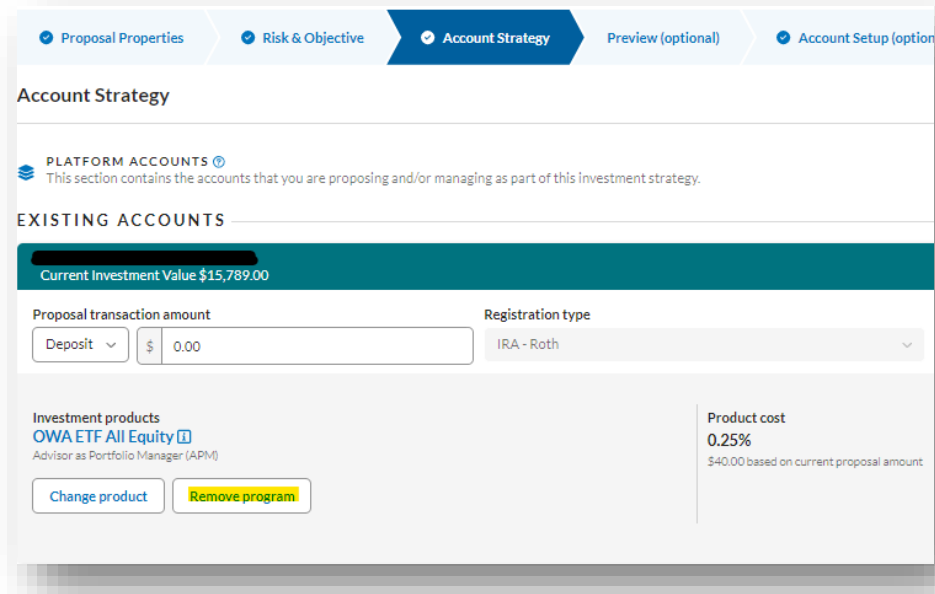 Proposal Properties
Risk & Objective
Account Strategy
Preview (optional)
Account Setup (option
Account Strategy
PLATFORM ACCOUNTS
This section contains the accounts that you are proposing and/or managing as part of this investment strategy.
EXISTING ACCOUNTS
Current Investment Value $15,789.00
Proposal transaction amount
Registration type
Deposit
$ 0.00
IRA - Roth
Investment products
OWA ETF All Equity
Advisor as Portfolio Manager (APM)
Product cost
0.25%
$40.00 based on current proposal amount
Change product
Remove program